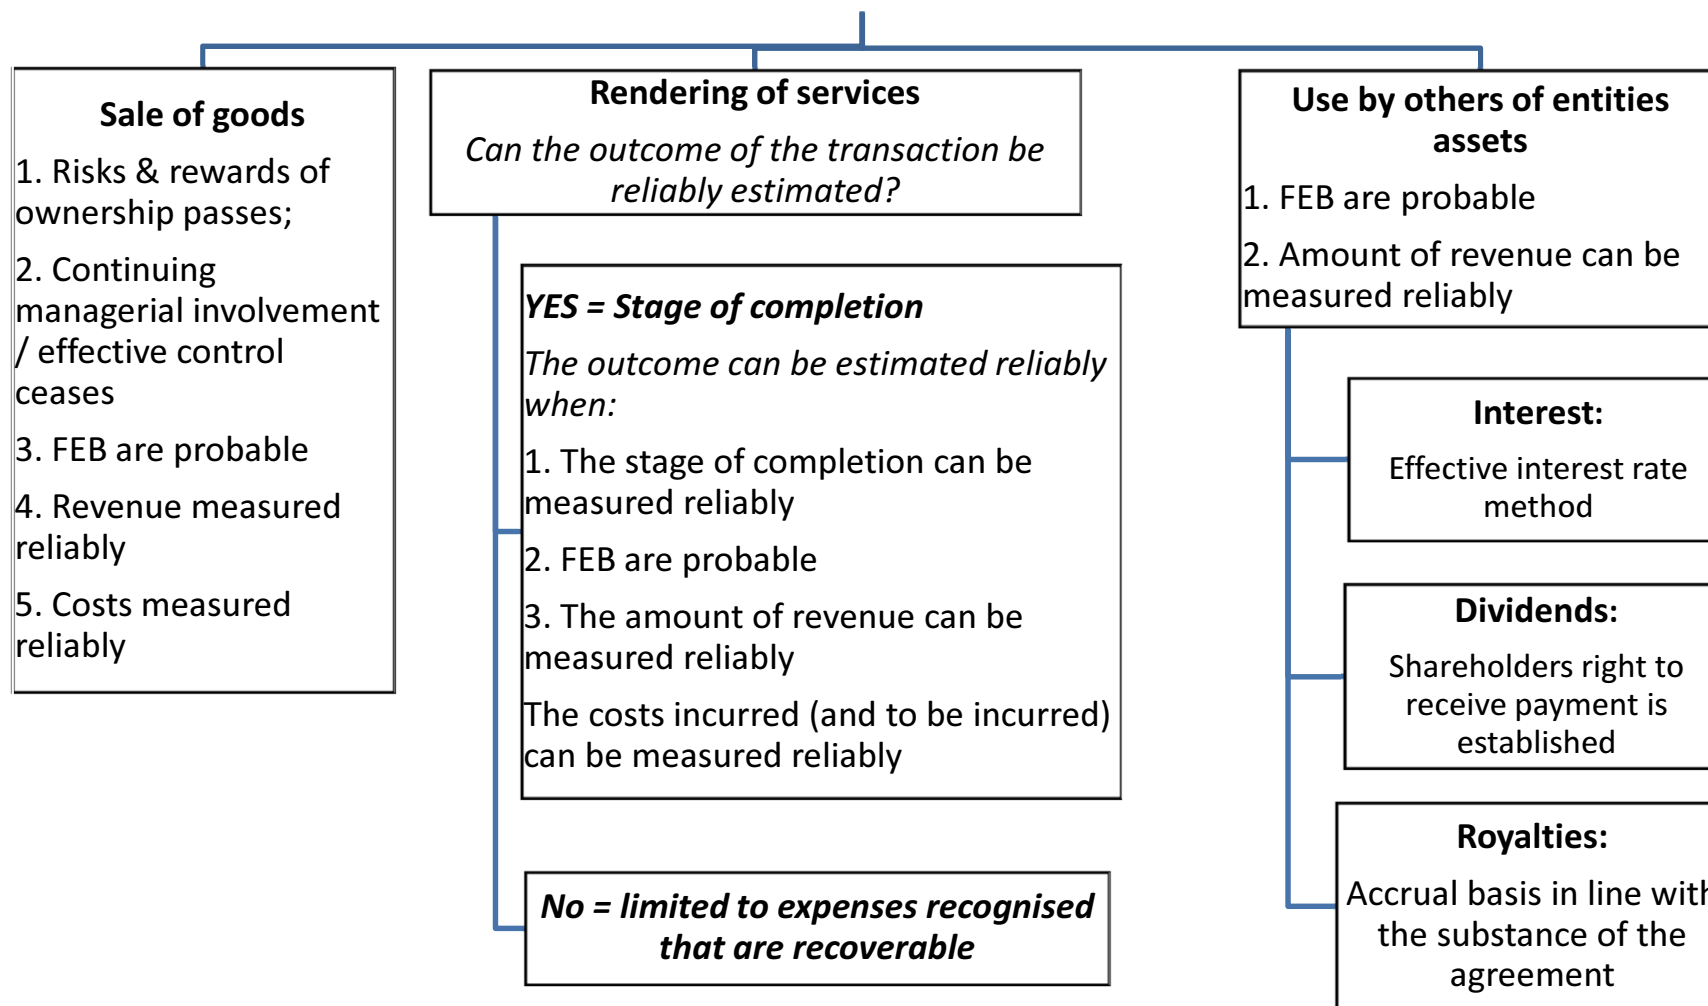 Sale of goods
1. Risks & rewards of
ownership passes;
2. Continuing
managerial involvement
/ effective control
ceases
3. FEB are probable
4. Revenue measured
reliably
5. Costs measured
reliably
Rendering of services
Can the outcome of the transaction be
reliably estimated?
YES = Stage of completion
The outcome can be estimated reliably
when:
1. The stage of completion can be
measured reliably
2. FEB are probable
3. The amount of revenue can be
measured reliably
The costs incurred (and to be incurred)
can be measured reliably
No = limited to expenses recognised
that are recoverable
Use by others of entities
assets
1. FEB are probable
2. Amount of revenue can be
measured reliably
Interest:
Effective interest rate
method
Dividends:
Shareholders right to
receive payment is
established
Royalties:
Accrual basis in line with
the substance of the
agreement